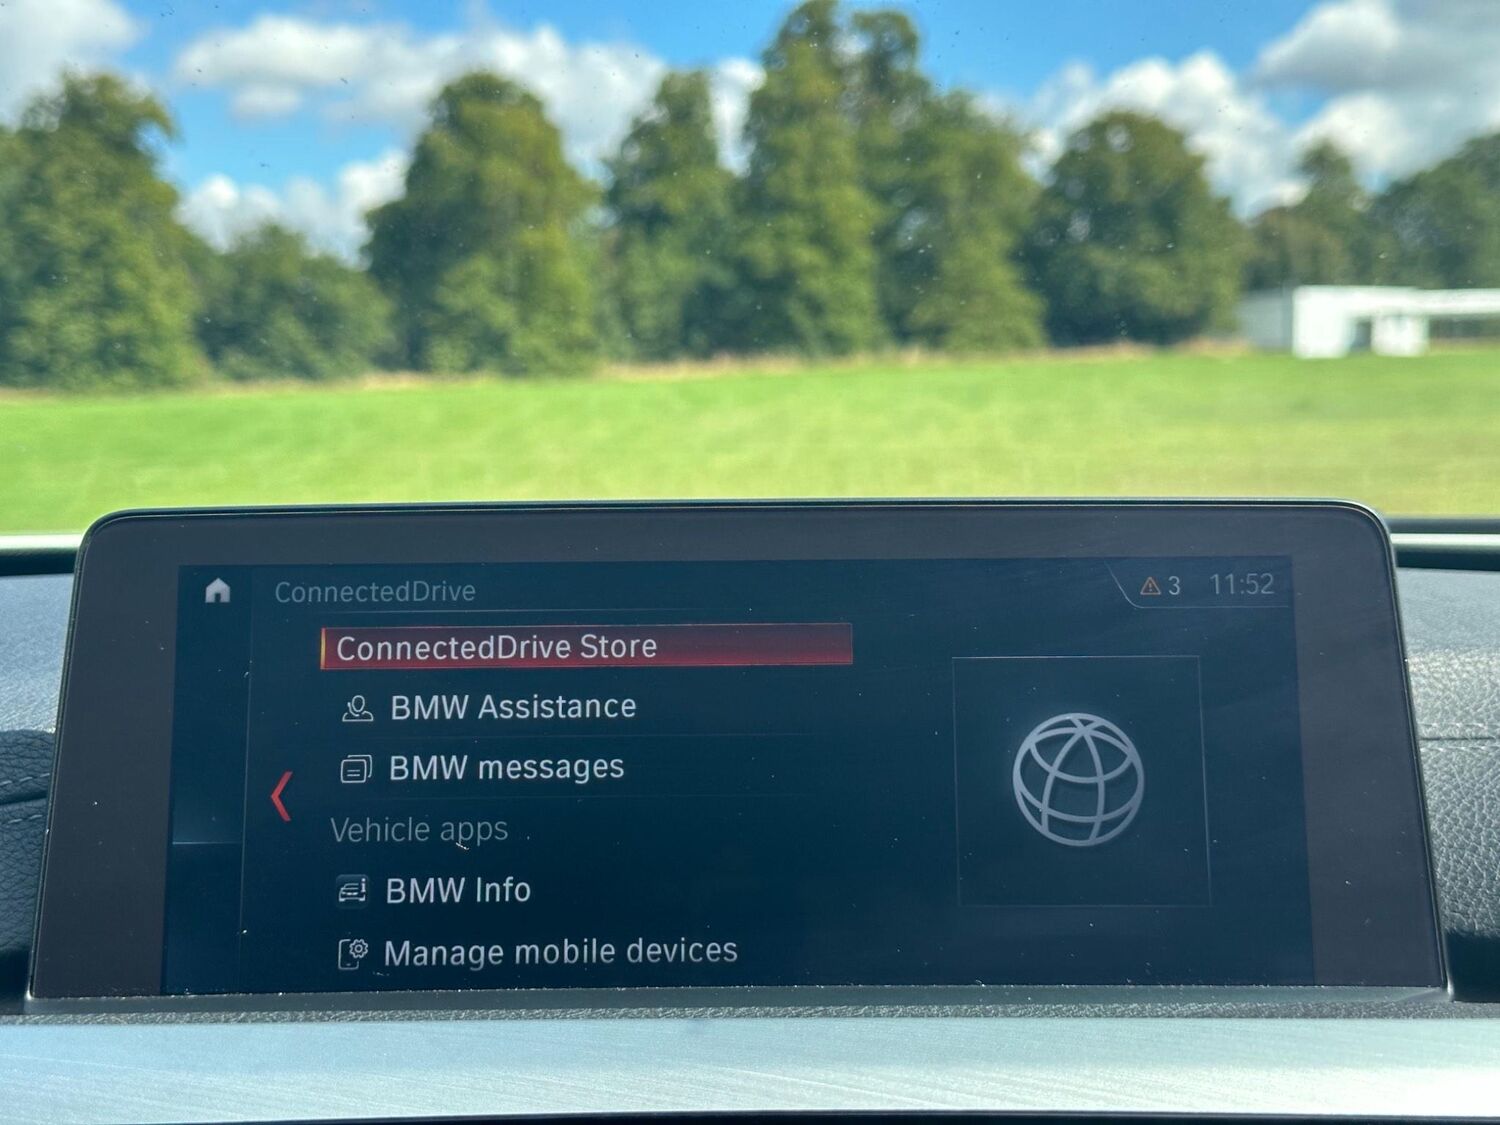 ConnectedDrive
3 11:52
ConnectedDrive Store
BMW Assistance
BMW messages
Vehicle apps
BMW Info
Manage mobile devices